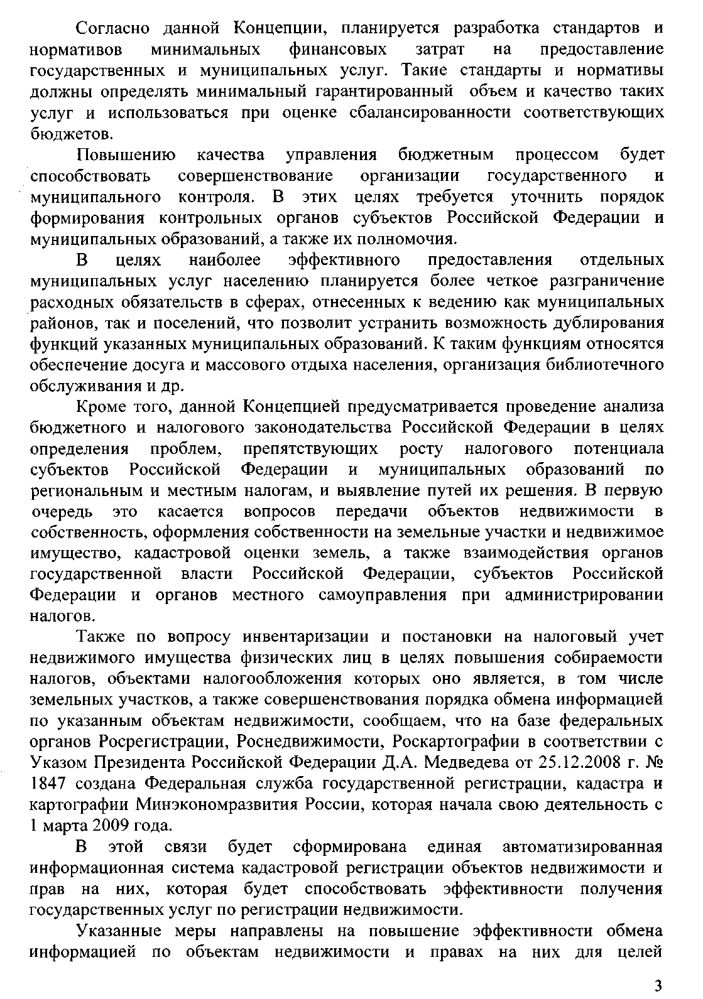 Согласно данной Концепции, планируется разработка стандартов и
нормативов минимальных финансовых затрат на предоставление
государственных и муниципальных услуг. Такие стандарты и нормативы
должны определять минимальный гарантированный объем и качество таких
услуг и использоваться при оценке сбалансированности соответствующих
бюджетов.
Повышению качества управления бюджетным процессом будет
способствовать совершенствование организации государственного и
муниципального контроля. В этих целях требуется уточнить порядок
формирования контрольных органов субъектов Российской Федерации и
муниципальных образований, а также их полномочия.
В целях наиболее эффективного предоставления отдельных
муниципальных услуг населению планируется более четкое разграничение
расходных обязательств в сферах, отнесенных к ведению как муниципальных
районов, так и поселений, что позволит устранить возможность дублирования
функций указанных муниципальных образований. К таким функциям относятся
обеспечение досуга и массового отдыха населения, организация библиотечного
обслуживания и др.
Кроме того, данной Концепцией предусматривается проведение анализа
бюджетного и налогового законодательства Российской Федерации в целях
определения проблем, препятствующих росту налогового потенциала
субъектов Российской Федерации и муниципальных образований по
региональным и местным налогам, и выявление путей их решения. В первую
очередь это касается вопросов передачи объектов недвижимости в
собственность, оформления собственности на земельные участки и недвижимое
имущество, кадастровой оценки земель, а также взаимодействия органов
государственной власти Российской Федерации, субъектов Российской
Федерации и органов местного самоуправления при администрировании
налогов.
Также по вопросу инвентаризации и постановки на налоговый учет
недвижимого имущества физических лиц в целях повышения собираемости
налогов, объектами налогообложения которых оно является, в том числе
земельных участков, а также совершенствования порядка обмена информацией
по указанным объектам недвижимости, сообщаем, что на базе федеральных
органов Росрегистрации, Роснедвижимости, Роскартографии в соответствии с
Указом Президента Российской Федерации Д.А. Медведева от 25.12.2008 г. №
1847 создана Федеральная служба государственной регистрации, кадастра и
картографии Минэкономразвития России, которая начала свою деятельность с
1 марта 2009 года.
В этой связи будет сформирована единая автоматизированная
информационная система кадастровой регистрации объектов недвижимости и
прав на них, которая будет способствовать эффективности получения
государственных услуг по регистрации недвижимости.
Указанные меры направлены на повышение эффективности обмена
информацией по объектам недвижимости и правах на них для целей
3